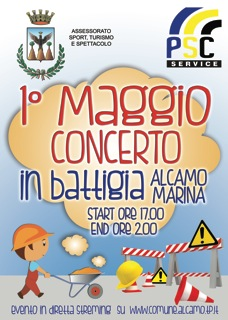 ASSESSORATO
SPORT, TURISMO
E SPETTACOLO
PSC
SERVICE
1° Maggio
CONCERTO
in battigia
ALCAMO
MARINA
START ORE 17.00
END ORE 2.00
evento in diretta streming su www.comune.alcamo.tp.it